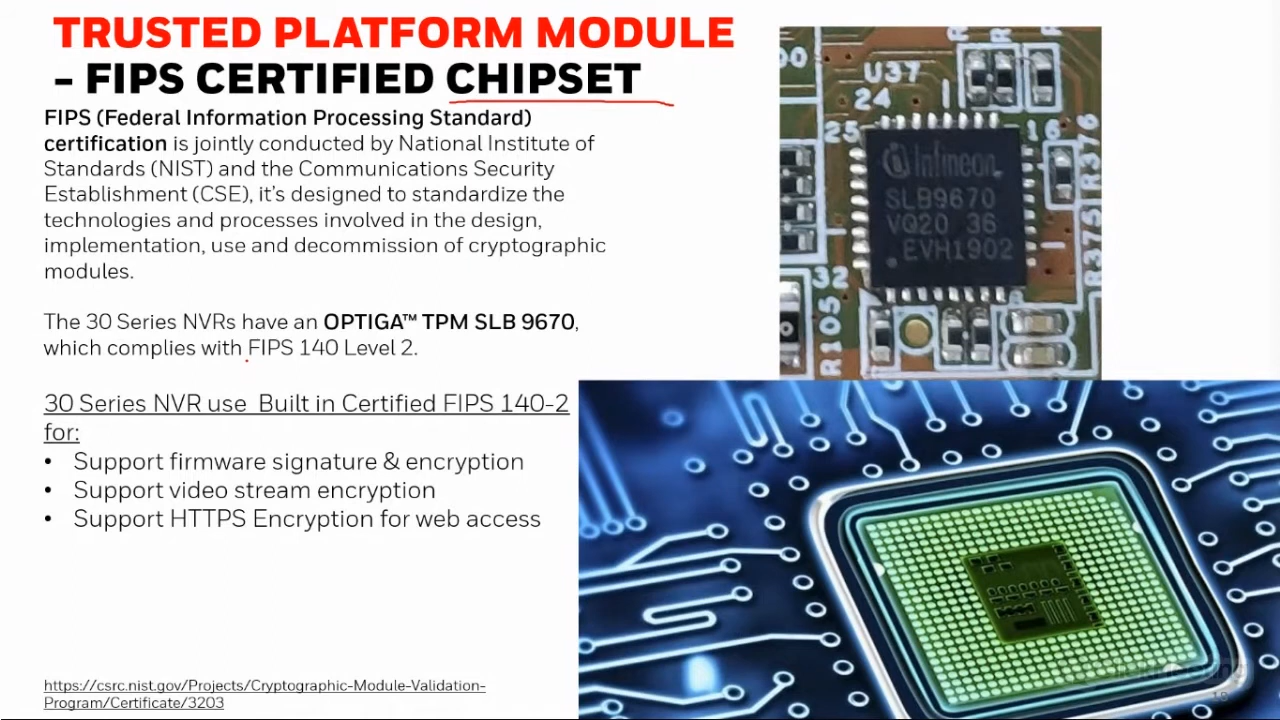 TRUSTED PLATFORM MODULE
- FIPS CERTIFIED CHIPSET
FIPS (Federal Information Processing Standard)
certification is jointly conducted by National Institute of
Standards (NIST) and the Communications Security
Establishment (CSE), it's designed to standardize the
technologies and processes involved in the design,
implementation, use and decommission of cryptographic
modules.
The 30 Series NVRs have an OPTIGA™ TPM SLB 9670,
which complies with FIPS 140 Level 2.
30 Series NVR use Built in Certified FIPS 140-2
for:
• Support firmware signature & encryption
• Support video stream encryption
• Support HTTPS Encryption for web access
https://csrc.nist.gov/Projects/Cryptographic-Module-Validation-
Program/Certificate/3203
U37
24
25
16
R376
Infineon
SLB9670
VQ20 36
EVH1902
R375
32
R105
18